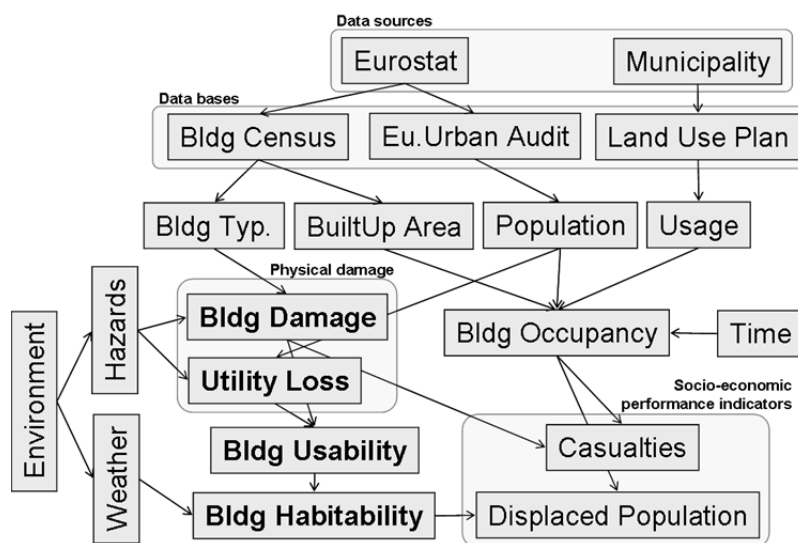 Data sources
Eurostat
Municipality
Data bases
Bldg Census
Eu.Urban Audit
Land Use Plan
Bldg Typ.
BuiltUp Area
Population
Usage
Physical damage
Environment
Hazards
Bldg Damage
Bldg Occupancy
Time
Utility Loss
Socio-economic
performance indicators
Weather
Bldg Usability
Casualties
Bldg Habitability
Displaced Population